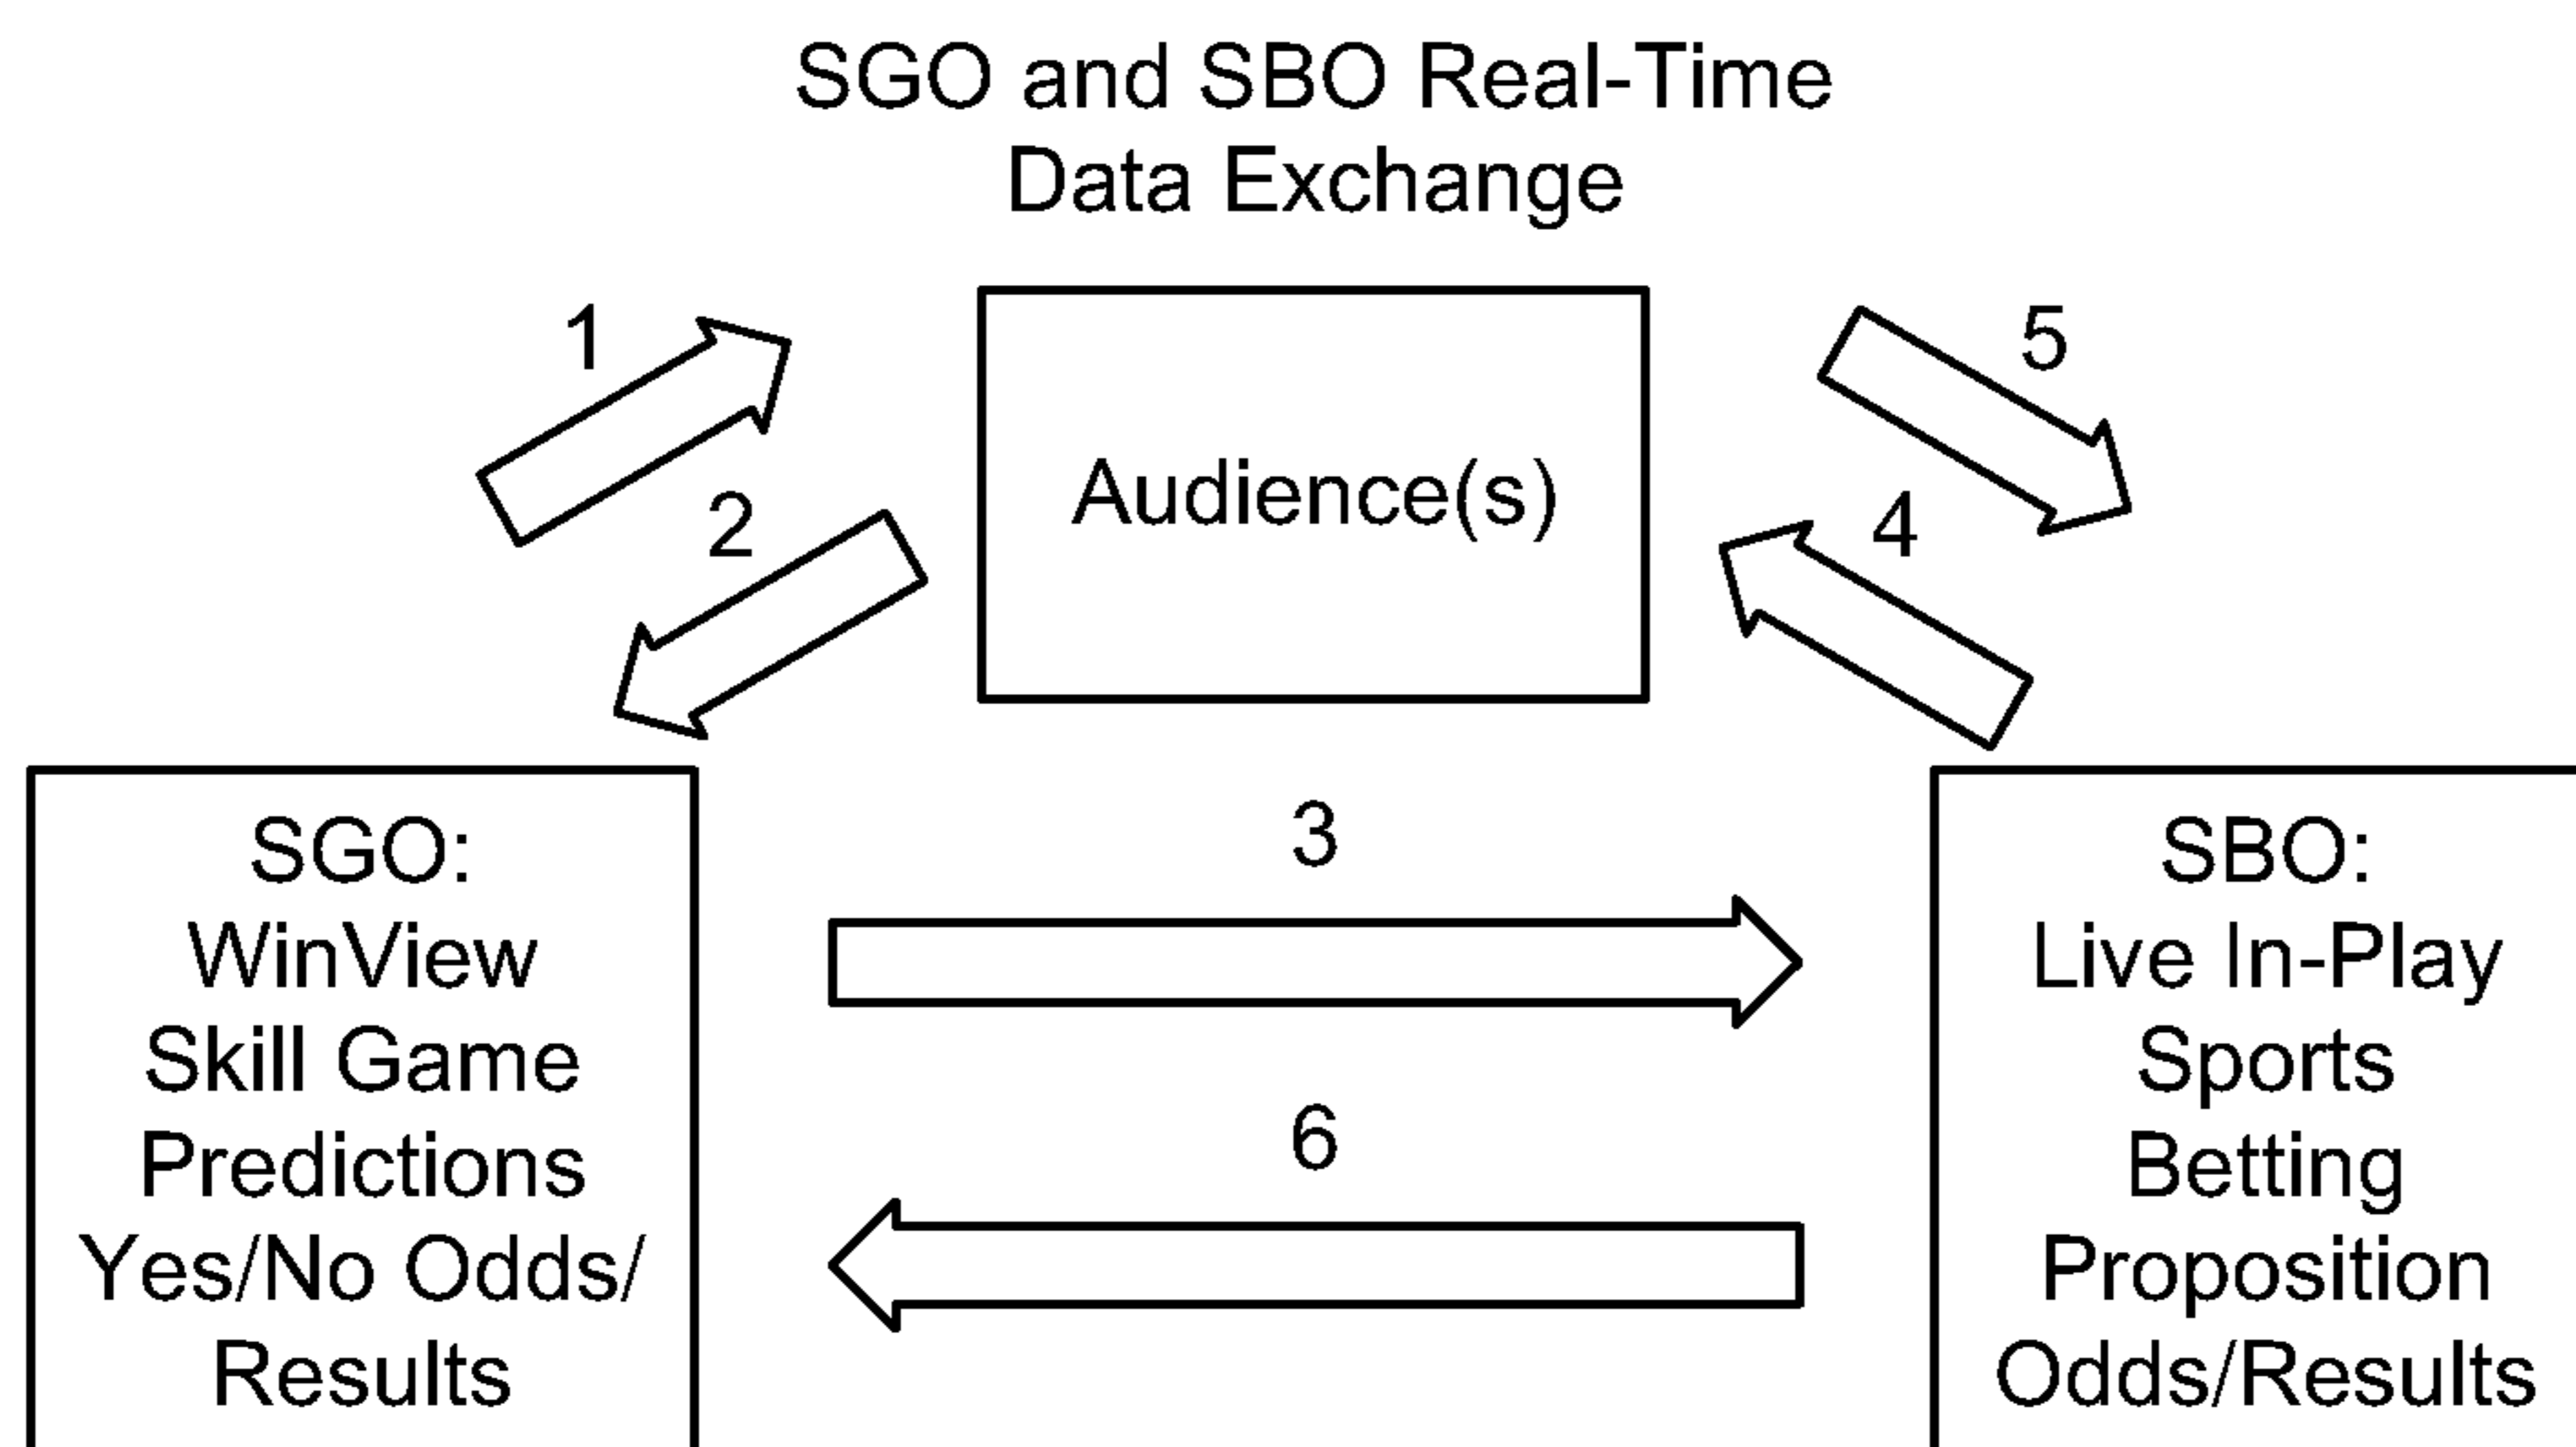 SGO and SBO Real-Time
Data Exchange
1
5
2
4
Audience(s)
3
6
SGO:
WinView
Skill Game
Predictions
Yes/No Odds/
Results
SBO:
Live In-Play
Sports
Betting
Proposition
Odds/Results